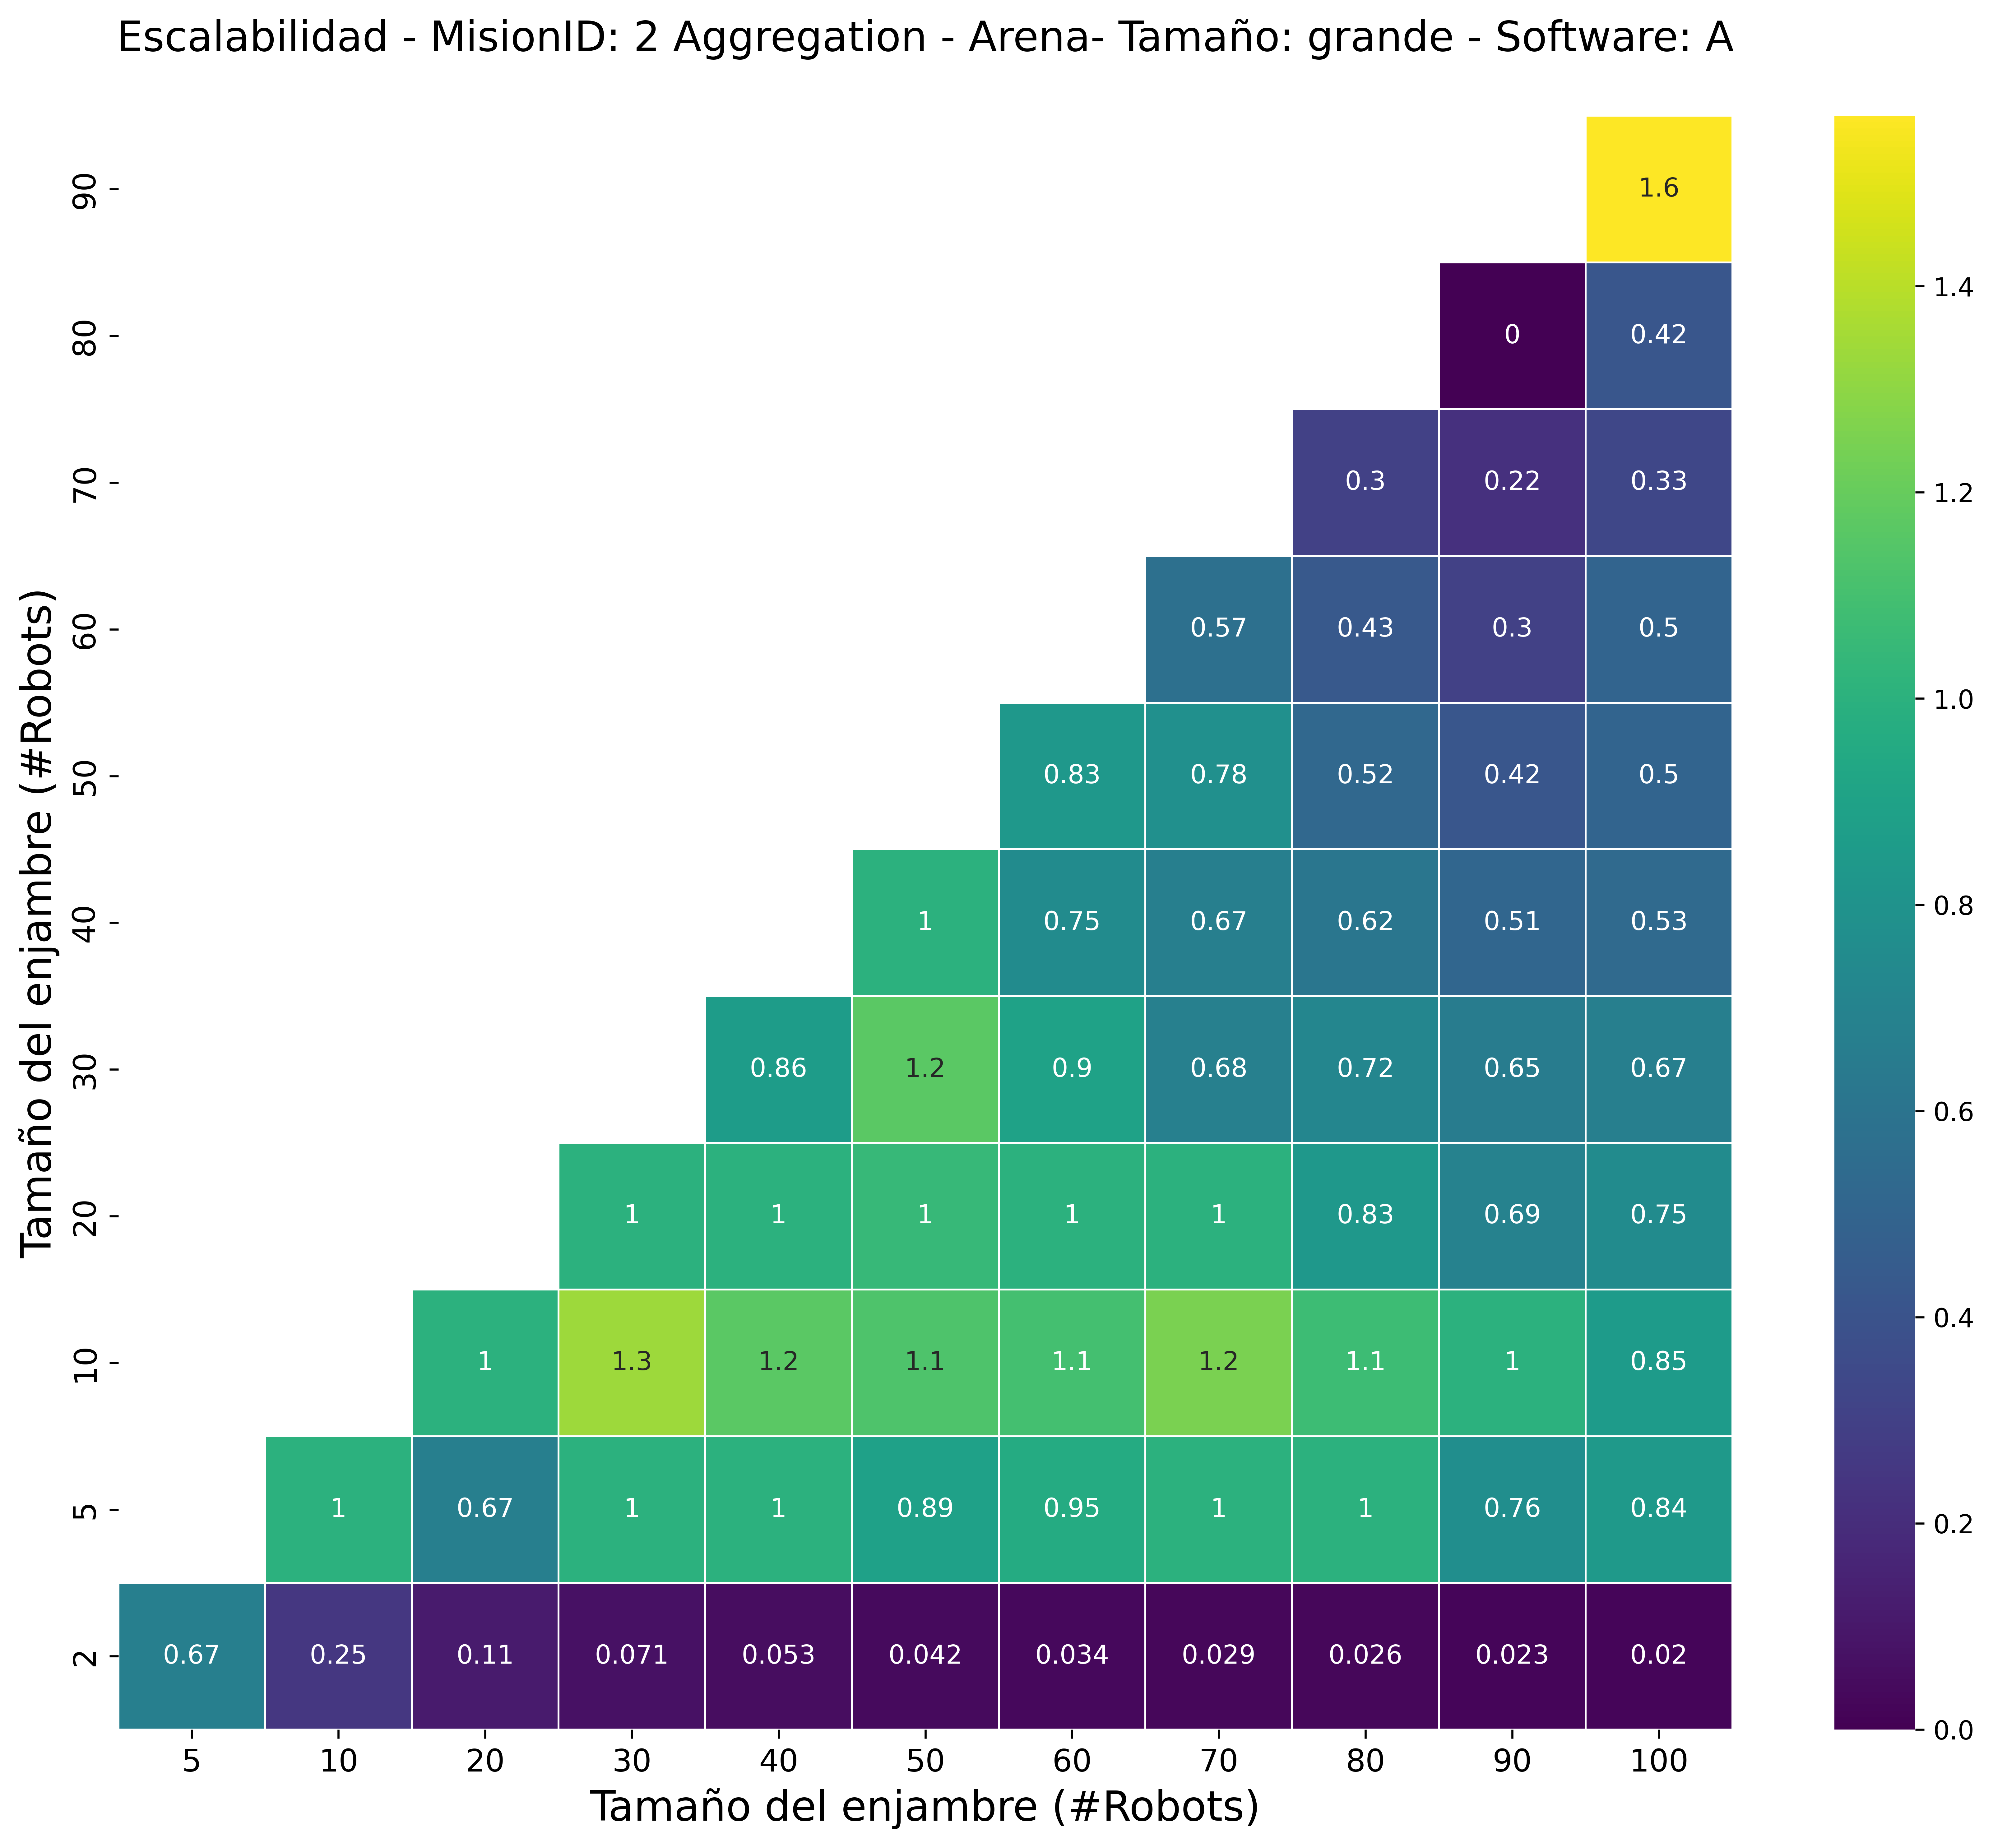 Escalabilidad - MisionID: 2 Aggregation - Arena- Tamaño: grande - Software: A
Tamaño del enjambre (#Robots)
90
1.6
80
0 0.42
70
0.3 0.22 0.33
60
0.57 0.43 0.3 0.5
50
0.83 0.78 0.52 0.42 0.5
40
1 0.75 0.67 0.62 0.51 0.53
30
0.86 1.2 0.9 0.68 0.72 0.65 0.67
20
1 1 1 1 1 0.83 0.69 0.75
10
1 1.3 1.2 1.1 1.1 1.2 1.1 1 0.85
5
1 0.67 1 1 0.89 0.95 1 1 0.76 0.84
2
0.67 0.25 0.11 0.071 0.053 0.042 0.034 0.029 0.026 0.023 0.02
5 10 20 30 40 50 60 70 80 90 100
Tamaño del enjambre (#Robots)
1.4
1.2
1.0
0.8
0.6
0.4
0.2
0.0